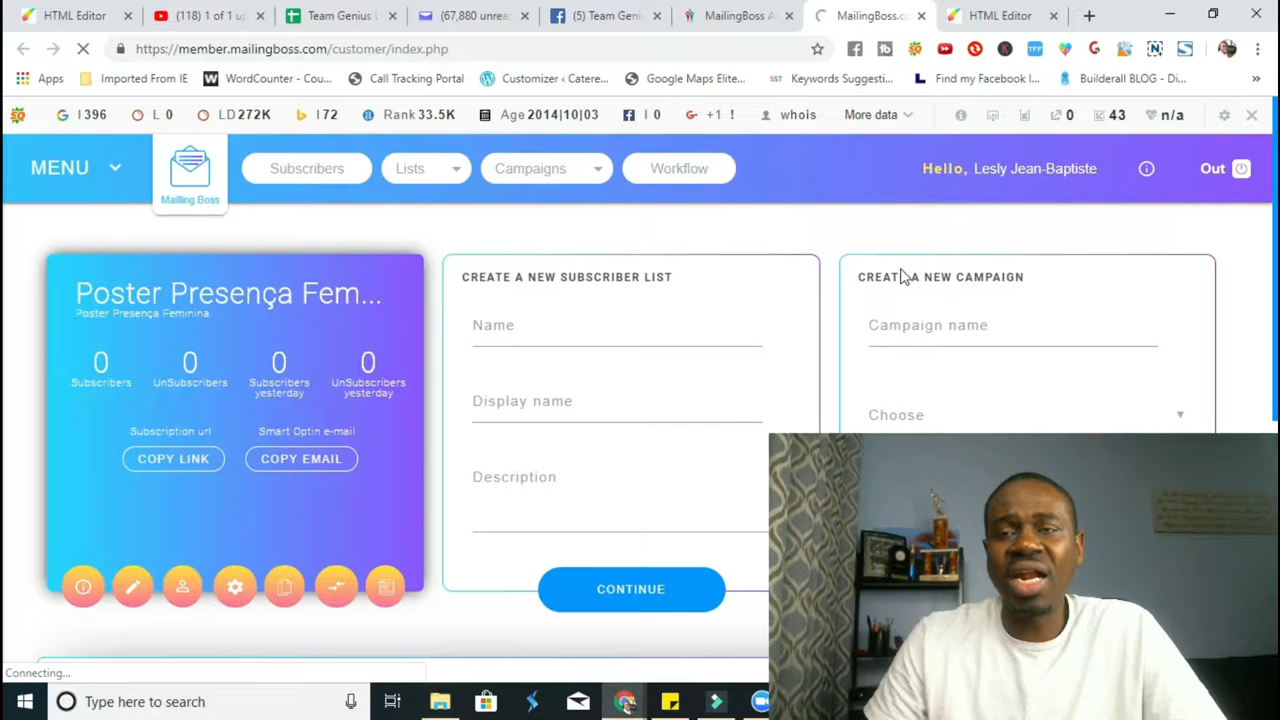 HTML Editor
(118) 1 of 1 u
Team Genius L
(67,880 unrea
(5) Team Geni
MailingBoss A
MailingBoss.c
HTML Editor
https://member.mailingboss.com/customer/index.php
Apps
Imported From IE
WordCounter - Cou...
Call Tracking Portal
Customize ‹ Catere...
Google Maps Elite...
Keywords Suggesti...
Find my Facebook I...
Builderall BLOG - Di...
I 396
L 0
LD 272K
I 72
Rank 33.5K
Age 2014|10|03
I 0
+1 !
whois
More data
0
43
n/a
MENU
Mailling Boss
Subscribers
Lists
Campaigns
Workflow
Hello, Lesly Jean-Baptiste
Out
Poster Presença Fem...
Poster Presença Feminina
0
0
0
0
Subscribers
UnSubscribers
Subscribers yesterday
UnSubscribers yesterday
Subscription url
Smart Optin e-mail
COPY LINK
COPY EMAIL
CREATE A NEW SUBSCRIBER LIST
Name
Display name
Description
CONTINUE
CREATE A NEW CAMPAIGN
Campaign name
Choose
Connecting...
Type here to search